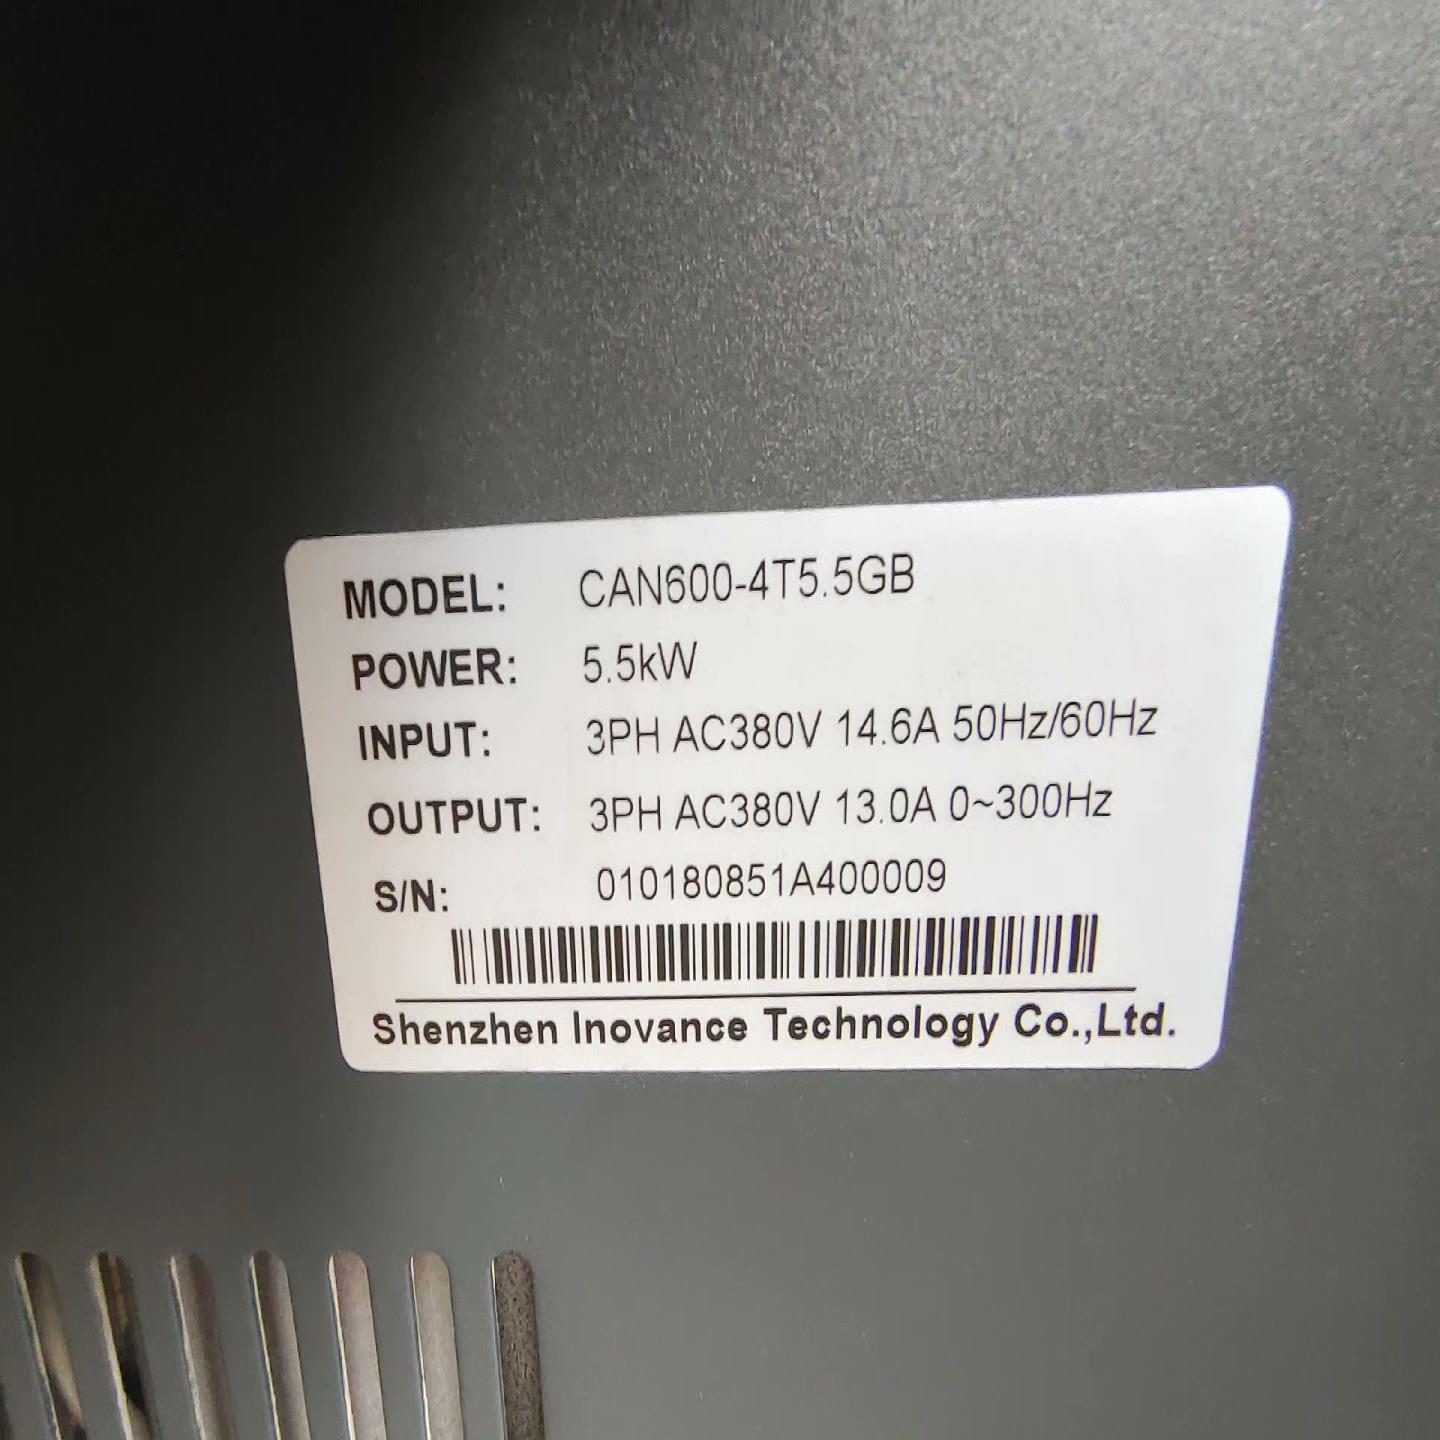 MODEL: CAN600-4T5.5GB
POWER: 5.5kW
INPUT: 3PH AC380V 14.6A 50Hz/60Hz
OUTPUT: 3PH AC380V 13.0A 0~300Hz
S/N: 010180851A400009
Shenzhen Inovance Technology Co.,Ltd.